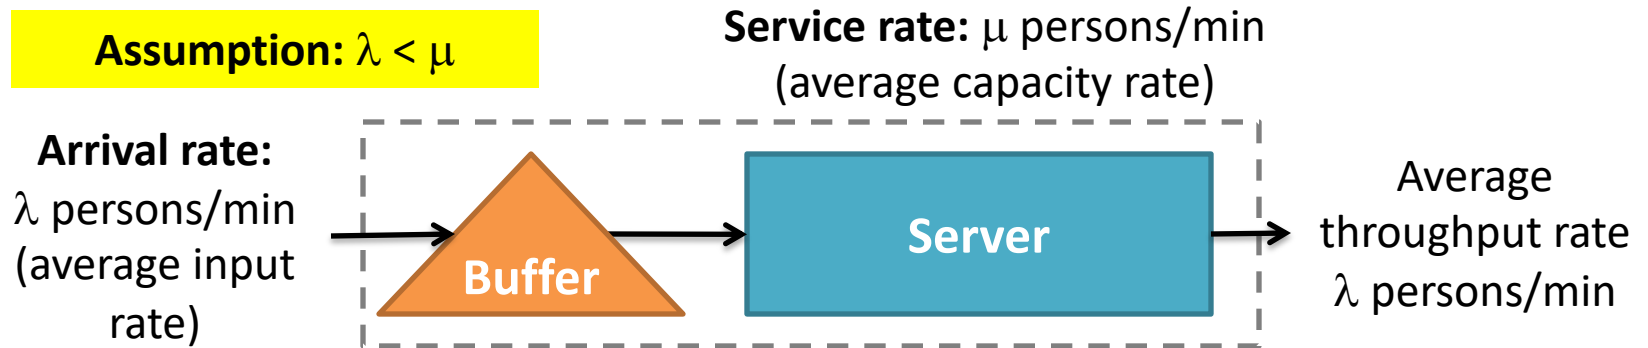 Assumption: λ < μ
Service rate: μ persons/min
(average capacity rate)
Arrival rate:
λ persons/min
(average input
rate)
Buffer
Server
Average
throughput rate
λ persons/min